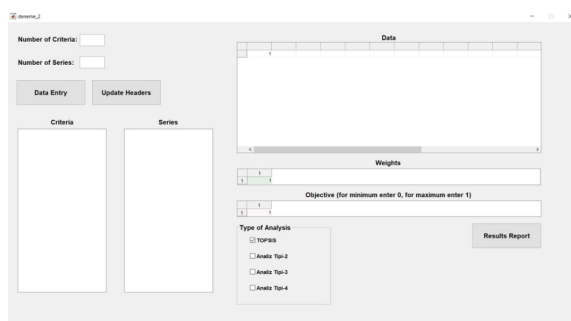 deneme_2
Number of Criteria:
Number of Series:
Data Entry
Update Headers
Criteria
Series
Data
1
Weights
1
1 1
Objective (for minimum enter 0, for maximum enter 1)
1
1 1
Type of Analysis
TOPSIS
Analiz Tipi-2
Analiz Tipi-3
Analiz Tipi-4
Results Report